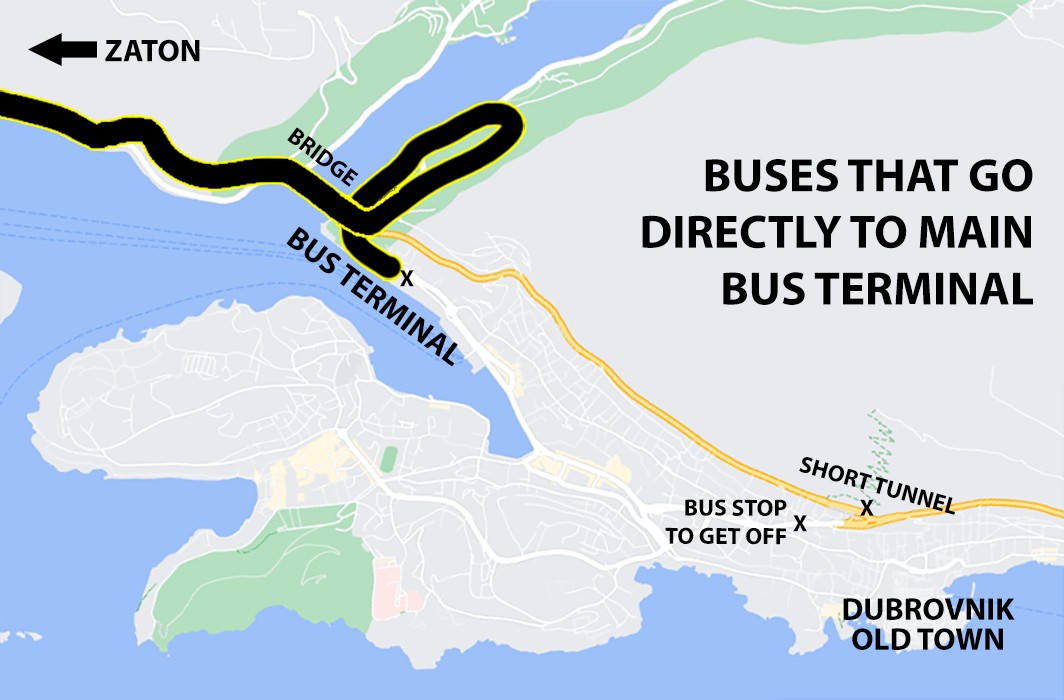 ZATON
BRIDGE
BUS TERMINAL
BUSES THAT GO
DIRECTLY TO MAIN
BUS TERMINAL
X
SHORT TUNNEL
X
BUS STOP
TO GET OFF
X
DUBROVNIK
OLD TOWN